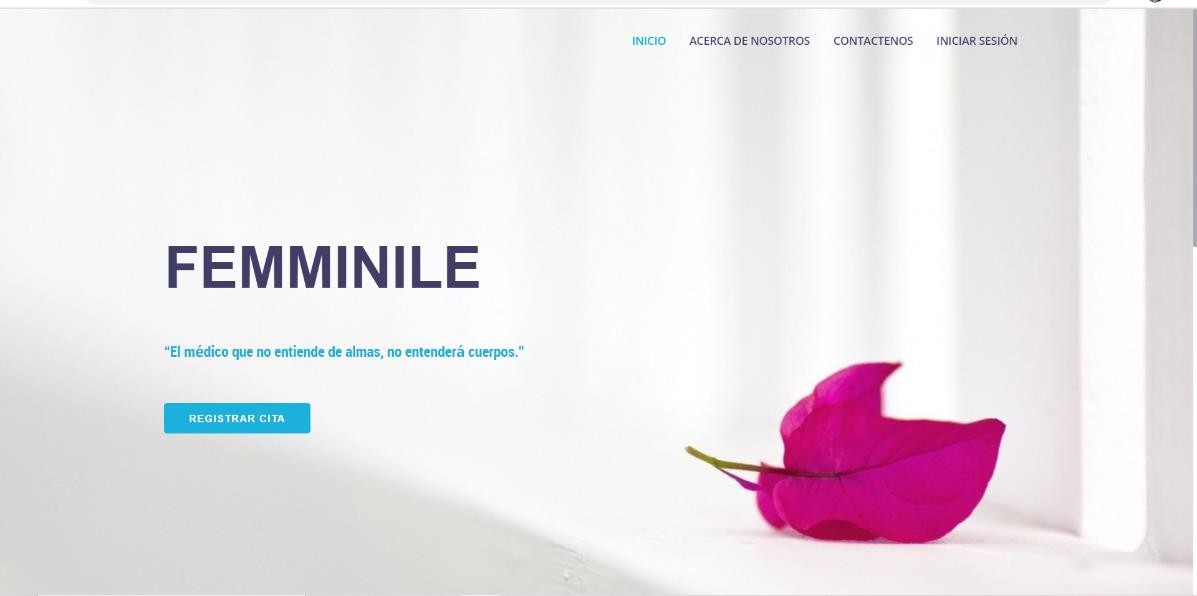 INICIO ACERCA DE NOSOTROS CONTACTENOS INICIAR SESIÓN
FEMMINILE
“El médico que no entiende de almas, no entenderá cuerpos.”
REGISTRAR CITA